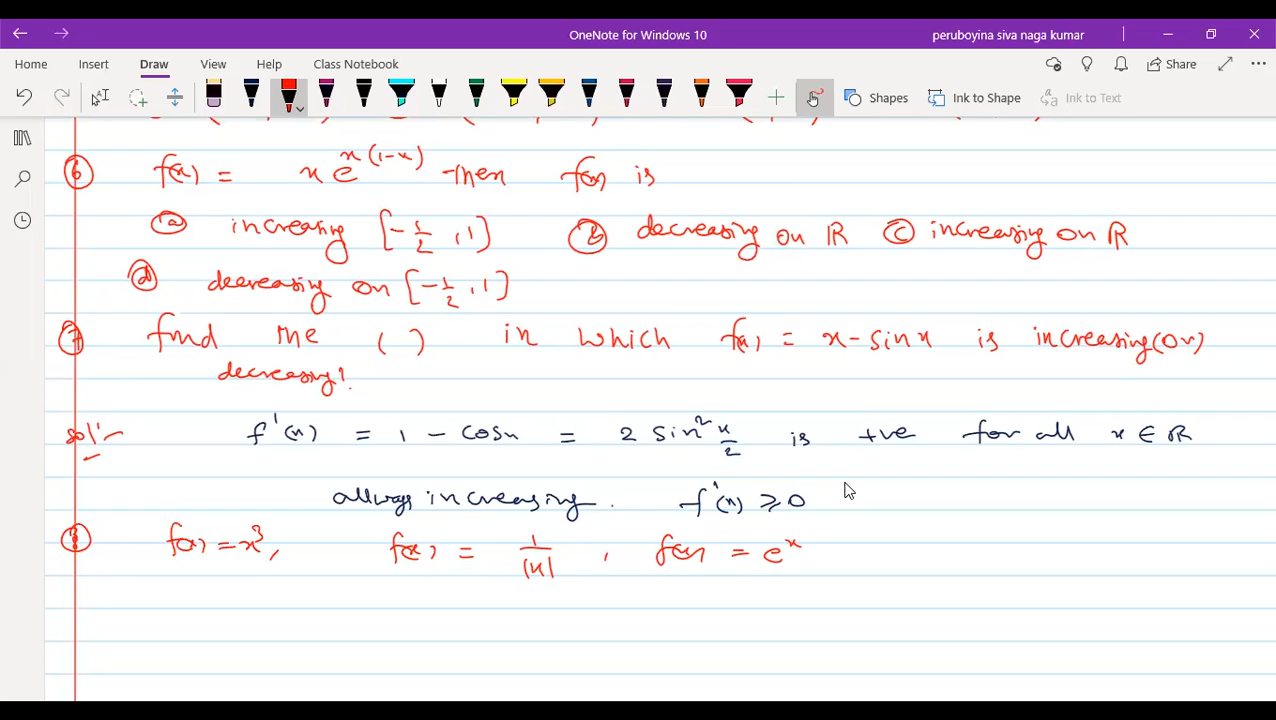 OneNote for Windows 10
peruboyina siva naga kumar
Home Insert Draw View Help Class Notebook
Share
Shapes Ink to Shape Ink to Text
⑥ f(x) = x e^{x(1-x)} then f(x) is
ⓐ increasing [-1/2, 1] ⓑ decreasing on ℝ ⓒ increasing on ℝ
ⓓ decreasing on [-1/2, 1]
⑦ find the ( ) in which f(x) = x - sin x is increasing (or)
decreasing?
sol:- f'(x) = 1 - cosx = 2 sin² x/2 is +ve for all x ∈ ℝ
always increasing. f'(x) ≥ 0
⑧ f(x) = x³, f(x) = 1/|x| , f(x) = e^x